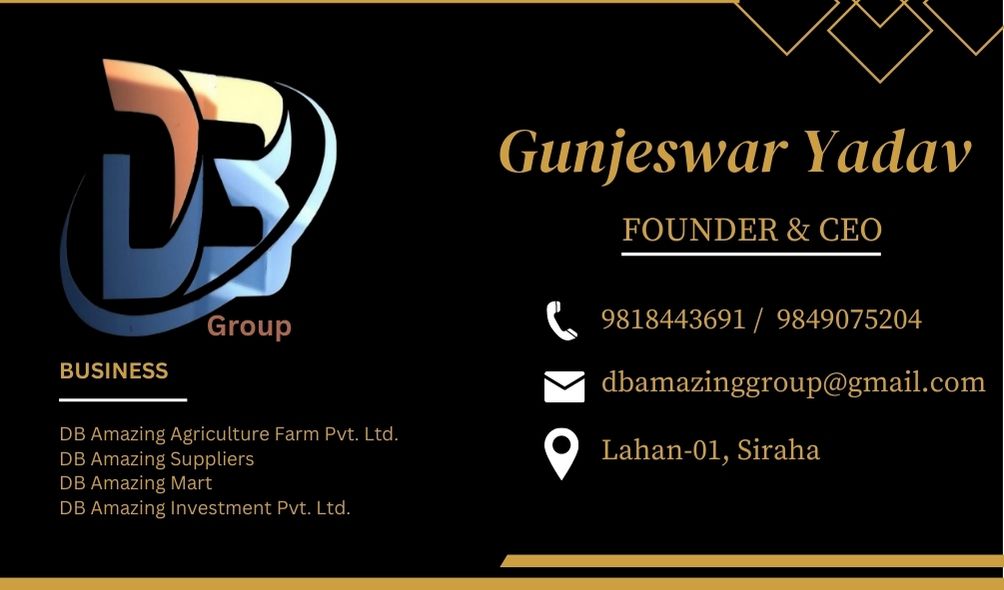 DB
Group
BUSINESS
DB Amazing Agriculture Farm Pvt. Ltd.
DB Amazing Suppliers
DB Amazing Mart
DB Amazing Investment Pvt. Ltd.
Gunjeswar Yadav
FOUNDER & CEO
9818443691 / 9849075204
dbamazinggroup@gmail.com
Lahan-01, Siraha